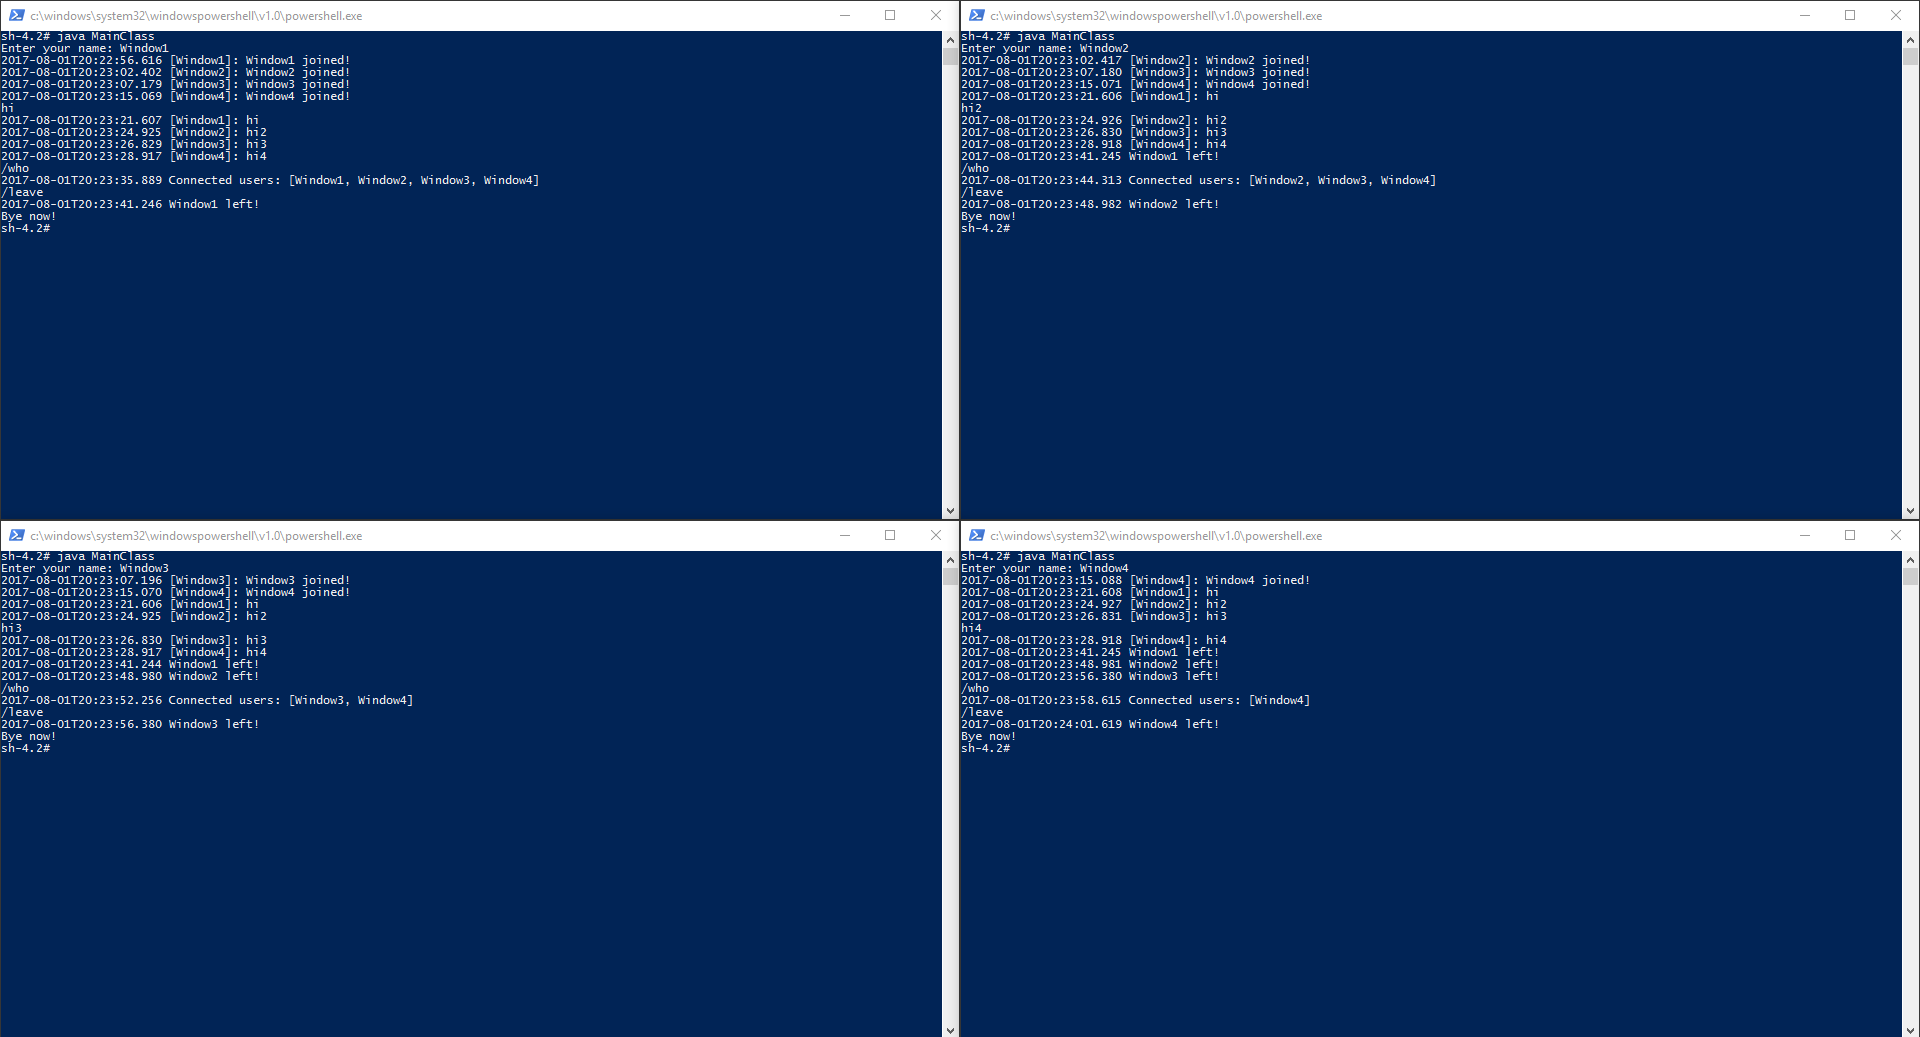 c:\windows\system32\windowspowershell\v1.0\powershell.exe
sh-4.2# java MainClass
Enter your name: Window1
2017-08-01T20:22:56.616 [Window1]: Window1 joined!
2017-08-01T20:23:02.402 [Window2]: Window2 joined!
2017-08-01T20:23:07.179 [Window3]: Window3 joined!
2017-08-01T20:23:15.069 [Window4]: Window4 joined!
hi
2017-08-01T20:23:21.607 [Window1]: hi
2017-08-01T20:23:24.925 [Window2]: hi2
2017-08-01T20:23:26.829 [Window3]: hi3
2017-08-01T20:23:28.917 [Window4]: hi4
/who
2017-08-01T20:23:35.889 Connected users: [Window1, Window2, Window3, Window4]
/leave
2017-08-01T20:23:41.246 Window1 left!
Bye now!
sh-4.2#
c:\windows\system32\windowspowershell\v1.0\powershell.exe
sh-4.2# java MainClass
Enter your name: Window2
2017-08-01T20:23:02.417 [Window2]: Window2 joined!
2017-08-01T20:23:07.180 [Window3]: Window3 joined!
2017-08-01T20:23:15.071 [Window4]: Window4 joined!
2017-08-01T20:23:21.606 [Window1]: hi
hi2
2017-08-01T20:23:24.926 [Window2]: hi2
2017-08-01T20:23:26.830 [Window3]: hi3
2017-08-01T20:23:28.918 [Window4]: hi4
2017-08-01T20:23:41.245 Window1 left!
/who
2017-08-01T20:23:44.313 Connected users: [Window2, Window3, Window4]
/leave
2017-08-01T20:23:48.982 Window2 left!
Bye now!
sh-4.2#
c:\windows\system32\windowspowershell\v1.0\powershell.exe
sh-4.2# java MainClass
Enter your name: Window3
2017-08-01T20:23:07.196 [Window3]: Window3 joined!
2017-08-01T20:23:15.070 [Window4]: Window4 joined!
2017-08-01T20:23:21.606 [Window1]: hi
2017-08-01T20:23:24.925 [Window2]: hi2
hi3
2017-08-01T20:23:26.830 [Window3]: hi3
2017-08-01T20:23:28.917 [Window4]: hi4
2017-08-01T20:23:41.244 Window1 left!
2017-08-01T20:23:48.980 Window2 left!
/who
2017-08-01T20:23:52.256 Connected users: [Window3, Window4]
/leave
2017-08-01T20:23:56.380 Window3 left!
Bye now!
sh-4.2#
c:\windows\system32\windowspowershell\v1.0\powershell.exe
sh-4.2# java MainClass
Enter your name: Window4
2017-08-01T20:23:15.088 [Window4]: Window4 joined!
2017-08-01T20:23:21.608 [Window1]: hi
2017-08-01T20:23:24.927 [Window2]: hi2
2017-08-01T20:23:26.831 [Window3]: hi3
hi4
2017-08-01T20:23:28.918 [Window4]: hi4
2017-08-01T20:23:41.245 Window1 left!
2017-08-01T20:23:48.981 Window2 left!
2017-08-01T20:23:56.380 Window3 left!
/who
2017-08-01T20:23:58.615 Connected users: [Window4]
/leave
2017-08-01T20:24:01.619 Window4 left!
Bye now!
sh-4.2#